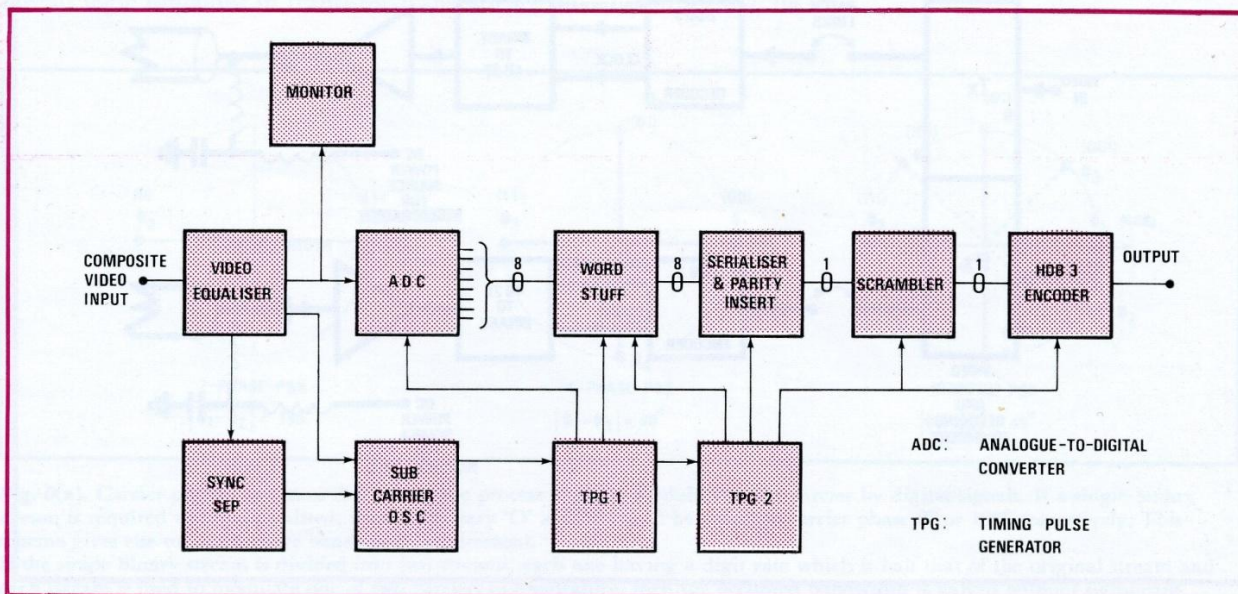 MONITOR
COMPOSITE
VIDEO
INPUT
VIDEO
EQUALISER
ADC
8
WORD
STUFF
8
SERIALISER
& PARITY
INSERT
1
SCRAMBLER
1
HDB 3
ENCODER
OUTPUT
SYNC
SEP
SUB
CARRIER
OSC
TPG 1
TPG 2
ADC: ANALOGUE-TO-DIGITAL
CONVERTER
TPG: TIMING PULSE
GENERATOR